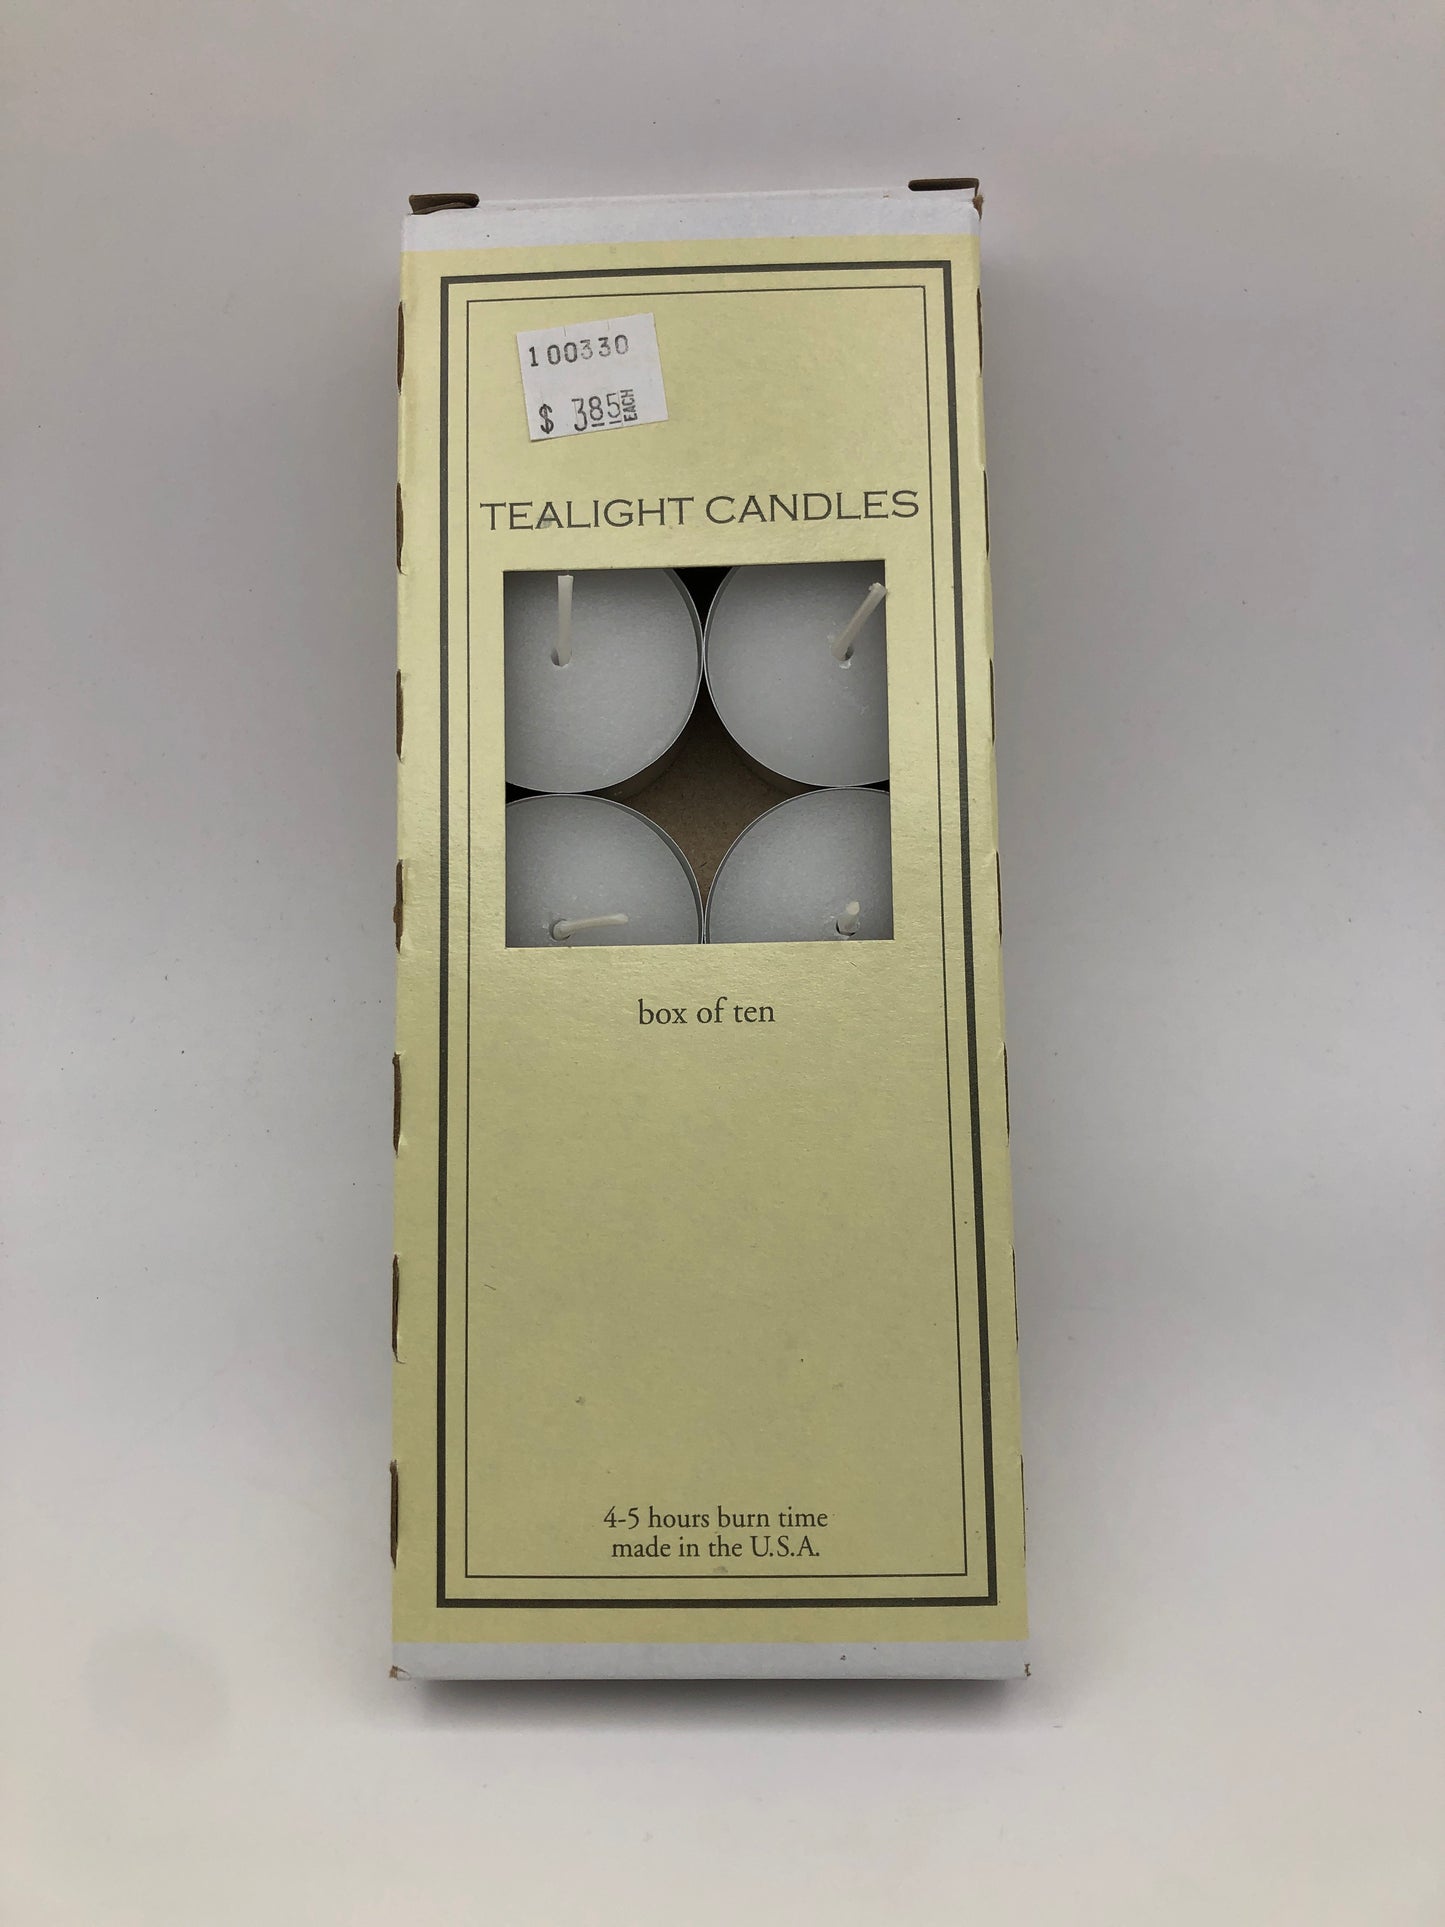 100330
$ 385 EACH
TEALIGHT CANDLES
box of ten
4-5 hours burn time
made in the U.S.A.